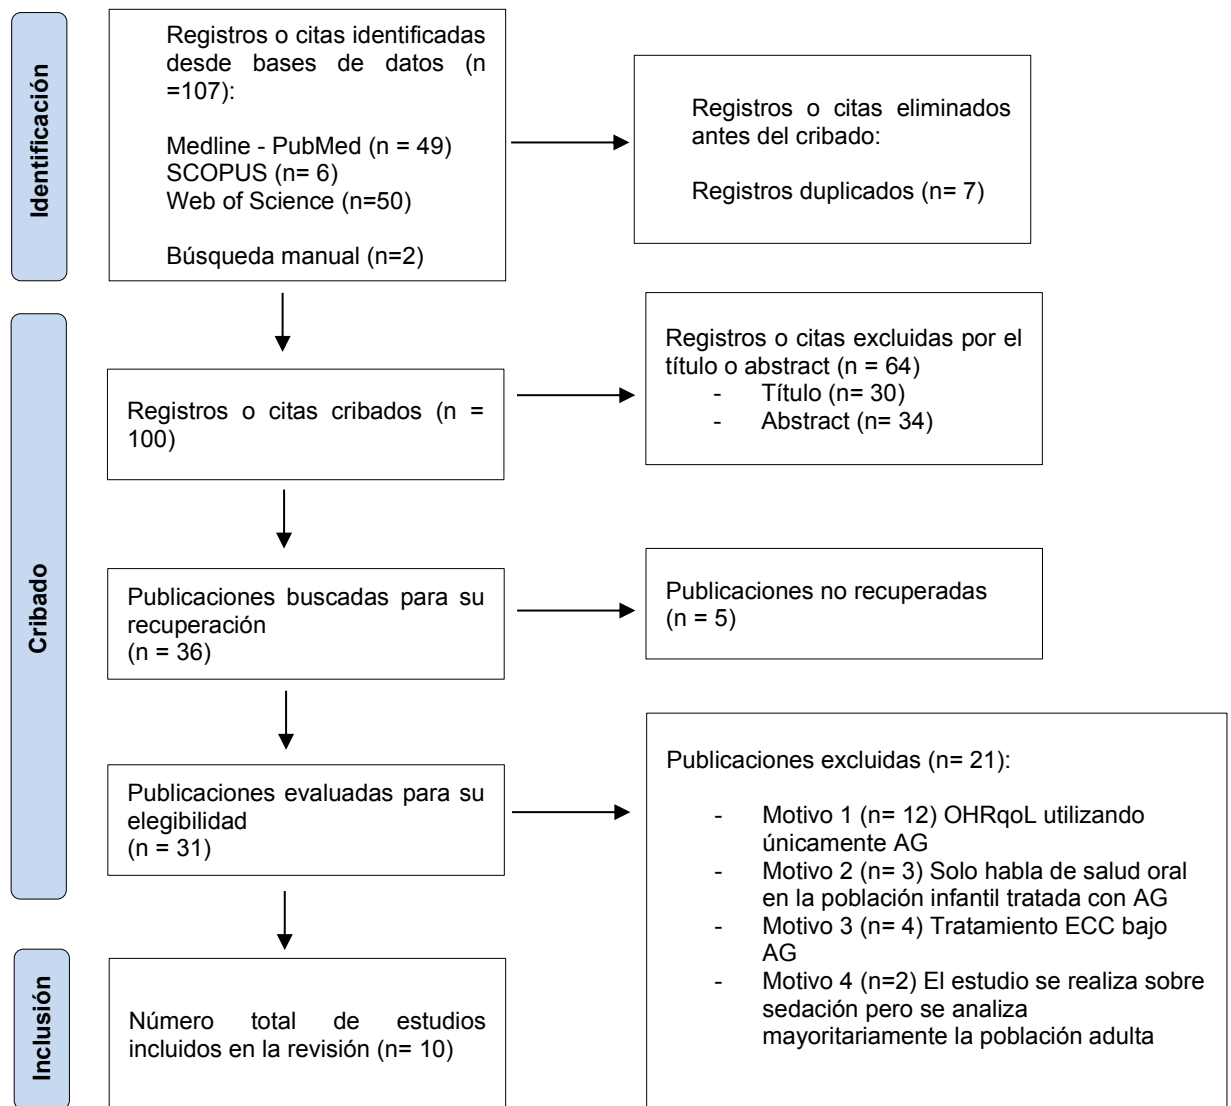 Identificación
Registros o citas identificadas
desde bases de datos (n
=107):
Medline - PubMed (n = 49)
SCOPUS (n= 6)
Web of Science (n=50)
Búsqueda manual (n=2)
Registros o citas eliminados
antes del cribado:
Registros duplicados (n= 7)
Cribado
Registros o citas cribados (n =
100)
Registros o citas excluidas por el
título o abstract (n = 64)
- Título (n= 30)
- Abstract (n= 34)
Publicaciones buscadas para su
recuperación
(n = 36)
Publicaciones no recuperadas
(n = 5)
Publicaciones evaluadas para su
elegibilidad
(n = 31)
Publicaciones excluidas (n= 21):
- Motivo 1 (n= 12) OHRqoL utilizando
únicamente AG
- Motivo 2 (n= 3) Solo habla de salud oral
en la población infantil tratada con AG
- Motivo 3 (n= 4) Tratamiento ECC bajo
AG
- Motivo 4 (n=2) El estudio se realiza sobre
sedación pero se analiza
mayoritariamente la población adulta
Inclusión
Número total de estudios
incluidos en la revisión (n= 10)